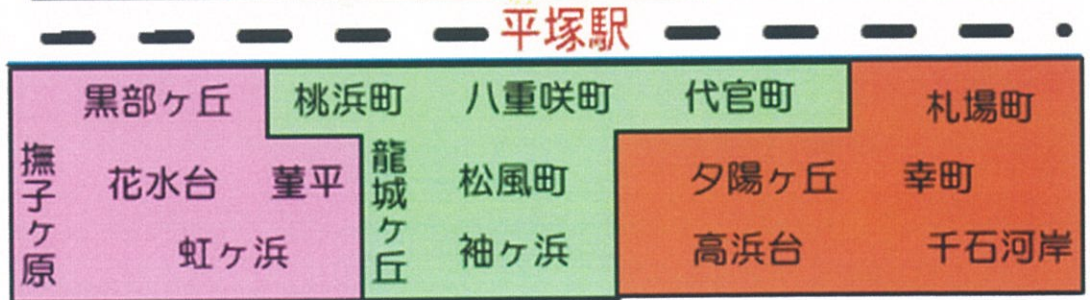 平塚駅
黒部ヶ丘
桃浜町
八重咲町
代官町
札場町
撫子ヶ原
花水台
菫平
龍城ヶ丘
松風町
夕陽ヶ丘
幸町
虹ヶ浜
袖ヶ浜
高浜台
千石河岸